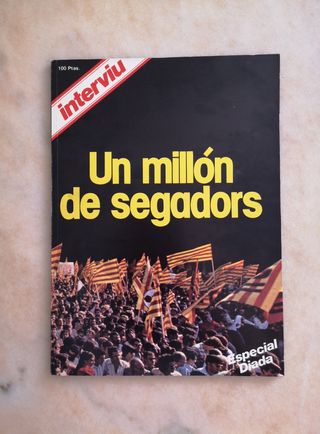 100 Ptas.
interviu
Un millón
de segadors
Especial
Diada